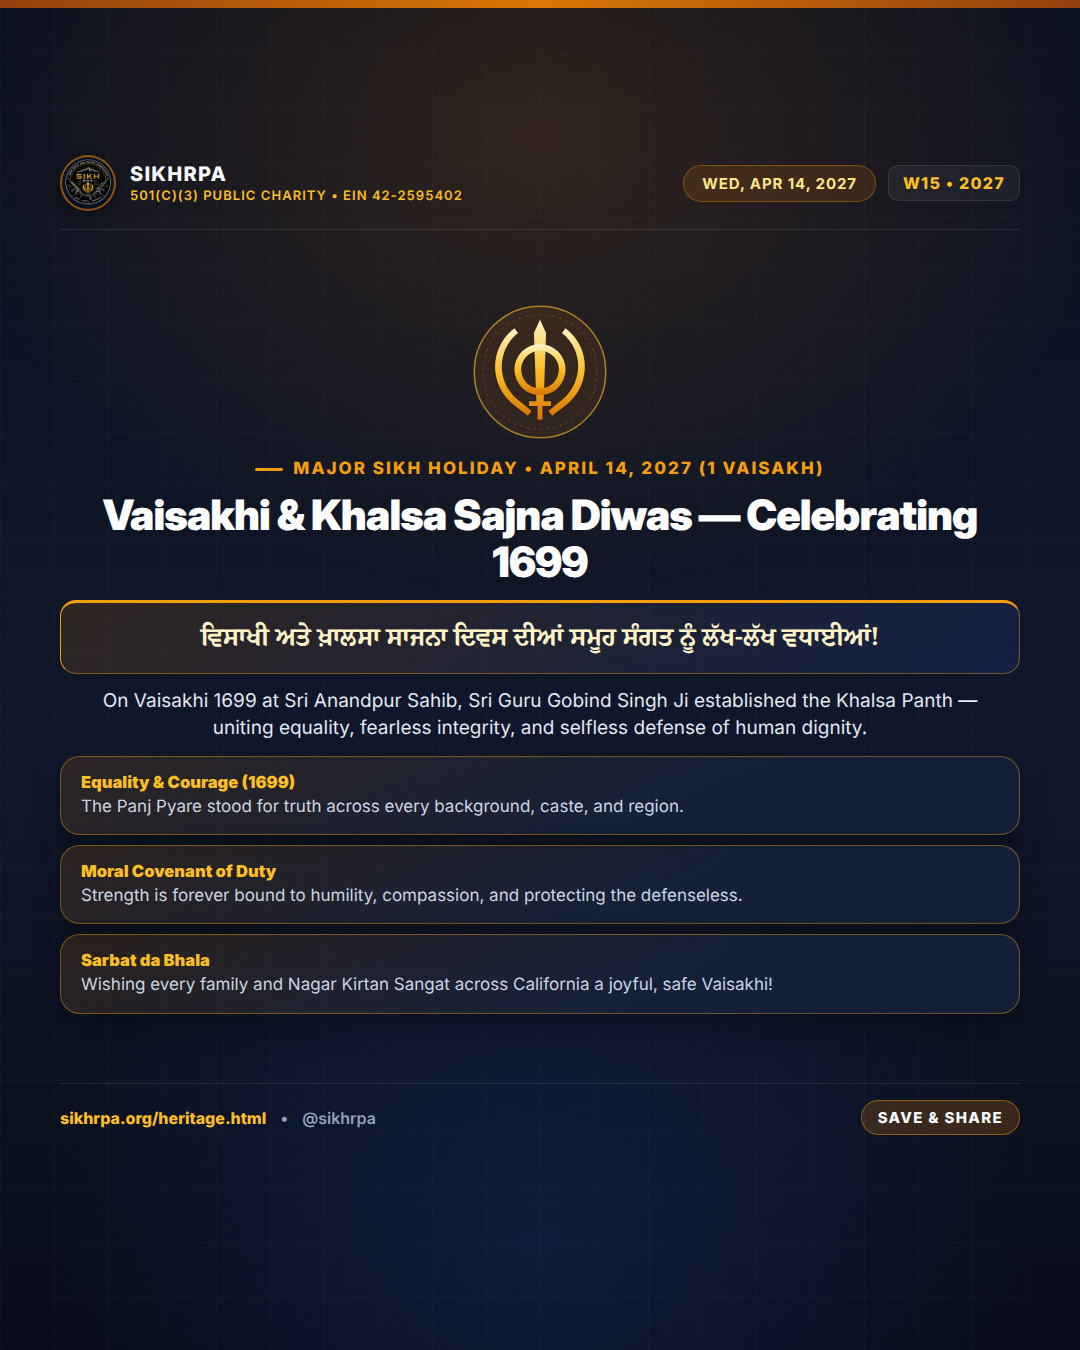 SIKH
SIKHRPA
501(C)(3) PUBLIC CHARITY • EIN 42-2595402
WED, APR 14, 2027
W15 • 2027
MAJOR SIKH HOLIDAY • APRIL 14, 2027 (1 VAISAKH)
Vaisakhi & Khalsa Sajna Diwas — Celebrating
1699
ਵਿਸਾਖੀ ਅਤੇ ਖ਼ਾਲਸਾ ਸਾਜਨਾ ਦਿਵਸ ਦੀਆਂ ਸਮੂਹ ਸੰਗਤ ਨੂੰ ਲੱਖ-ਲੱਖ ਵਧਾਈਆਂ!
On Vaisakhi 1699 at Sri Anandpur Sahib, Sri Guru Gobind Singh Ji established the Khalsa Panth —
uniting equality, fearless integrity, and selfless defense of human dignity.
Equality & Courage (1699)
The Panj Pyare stood for truth across every background, caste, and region.
Moral Covenant of Duty
Strength is forever bound to humility, compassion, and protecting the defenseless.
Sarbat da Bhala
Wishing every family and Nagar Kirtan Sangat across California a joyful, safe Vaisakhi!
sikhrpa.org/heritage.html • @sikhrpa
SAVE & SHARE